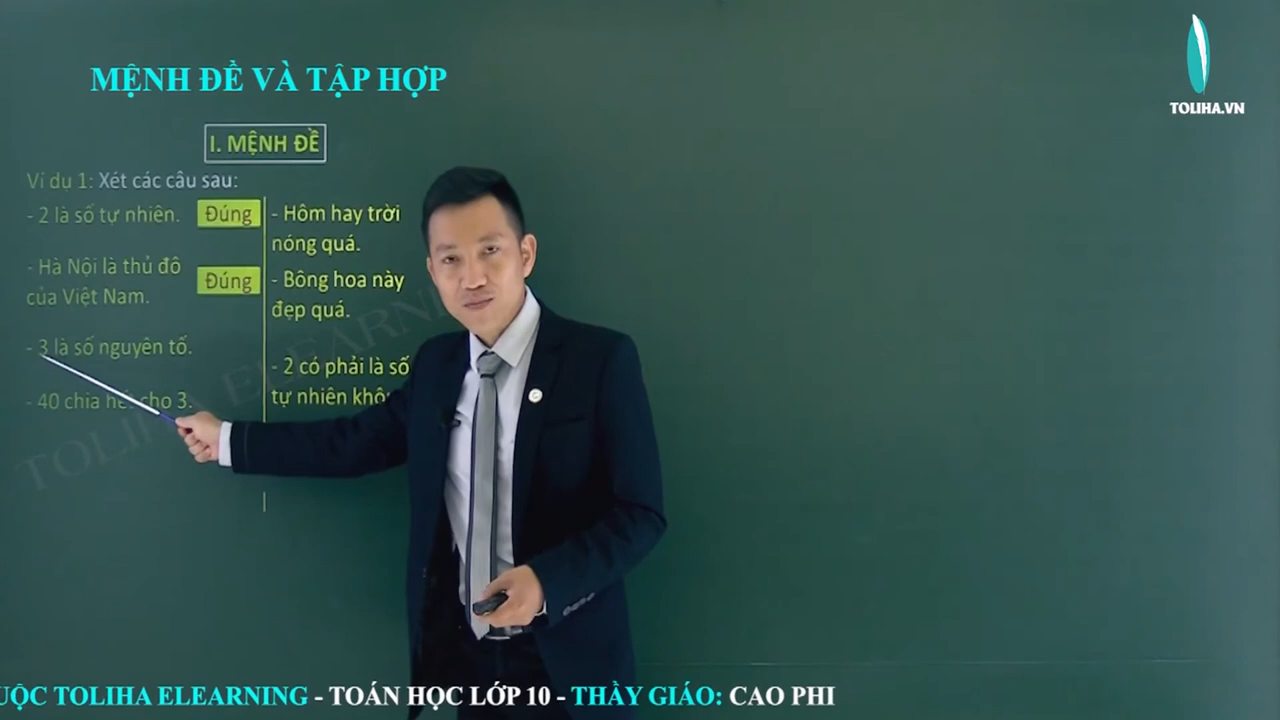 MỆNH ĐỀ VÀ TẬP HỢP
TOLIHA.VN
I. MỆNH ĐỀ
Ví dụ 1: Xét các câu sau:
- 2 là số tự nhiên.
Đúng
- Hà Nội là thủ đô
của Việt Nam.
Đúng
- 3 là số nguyên tố.
- 40 chia hết cho 3.
- Hôm hay trời
nóng quá.
- Bông hoa này
đẹp quá.
- 2 có phải là số
tự nhiên
TOLIHA ELEARNING
TOLIHA ELEARNING - TOÁN HỌC LỚP 10 - THẦY GIÁO: CAO PHI